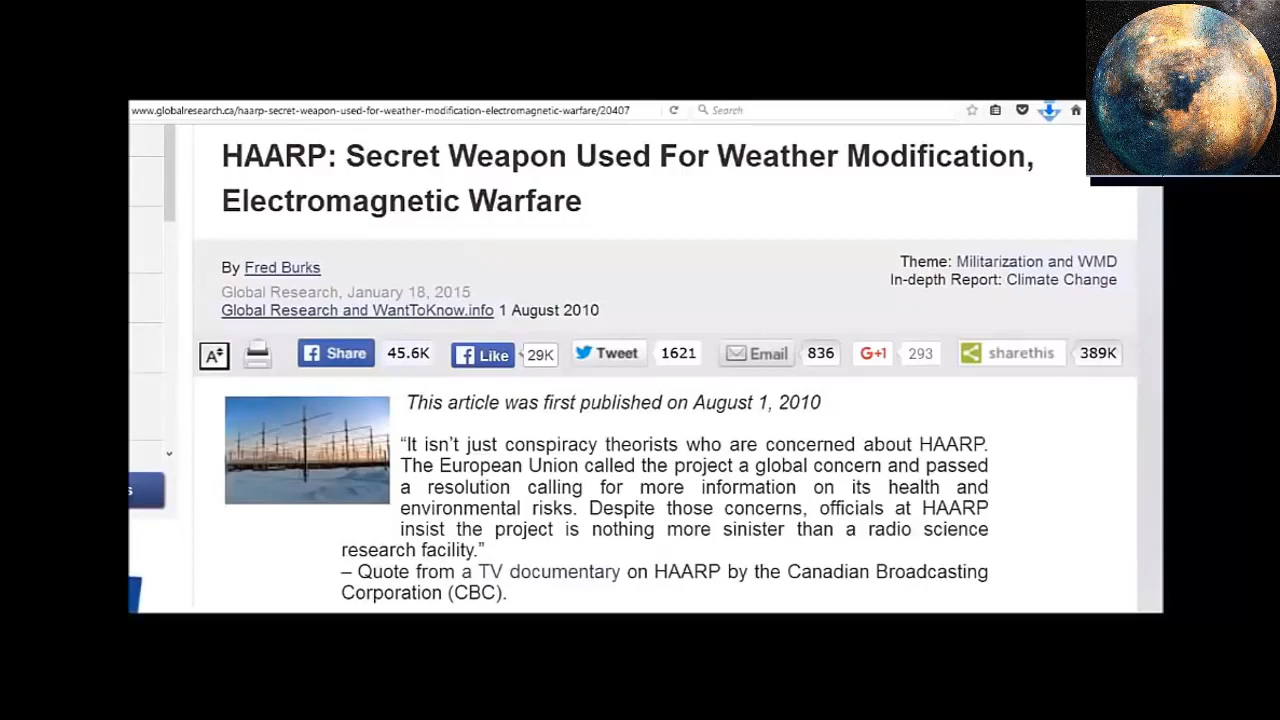 www.globalresearch.ca/haarp-secret-weapon-used-for-weather-modification-electromagnetic-warfare/20407
Search
HAARP: Secret Weapon Used For Weather Modification,
Electromagnetic Warfare
By Fred Burks
Global Research, January 18, 2015
Global Research and WantToKnow.info 1 August 2010
Theme: Militarization and WMD
In-depth Report: Climate Change
A Share 45.6K Like 29K Tweet 1621 Email 836 G+1 293 sharethis 389K
This article was first published on August 1, 2010
“It isn’t just conspiracy theorists who are concerned about HAARP.
The European Union called the project a global concern and passed
a resolution calling for more information on its health and
environmental risks. Despite those concerns, officials at HAARP
insist the project is nothing more sinister than a radio science
research facility.”
– Quote from a TV documentary on HAARP by the Canadian Broadcasting
Corporation (CBC).
s